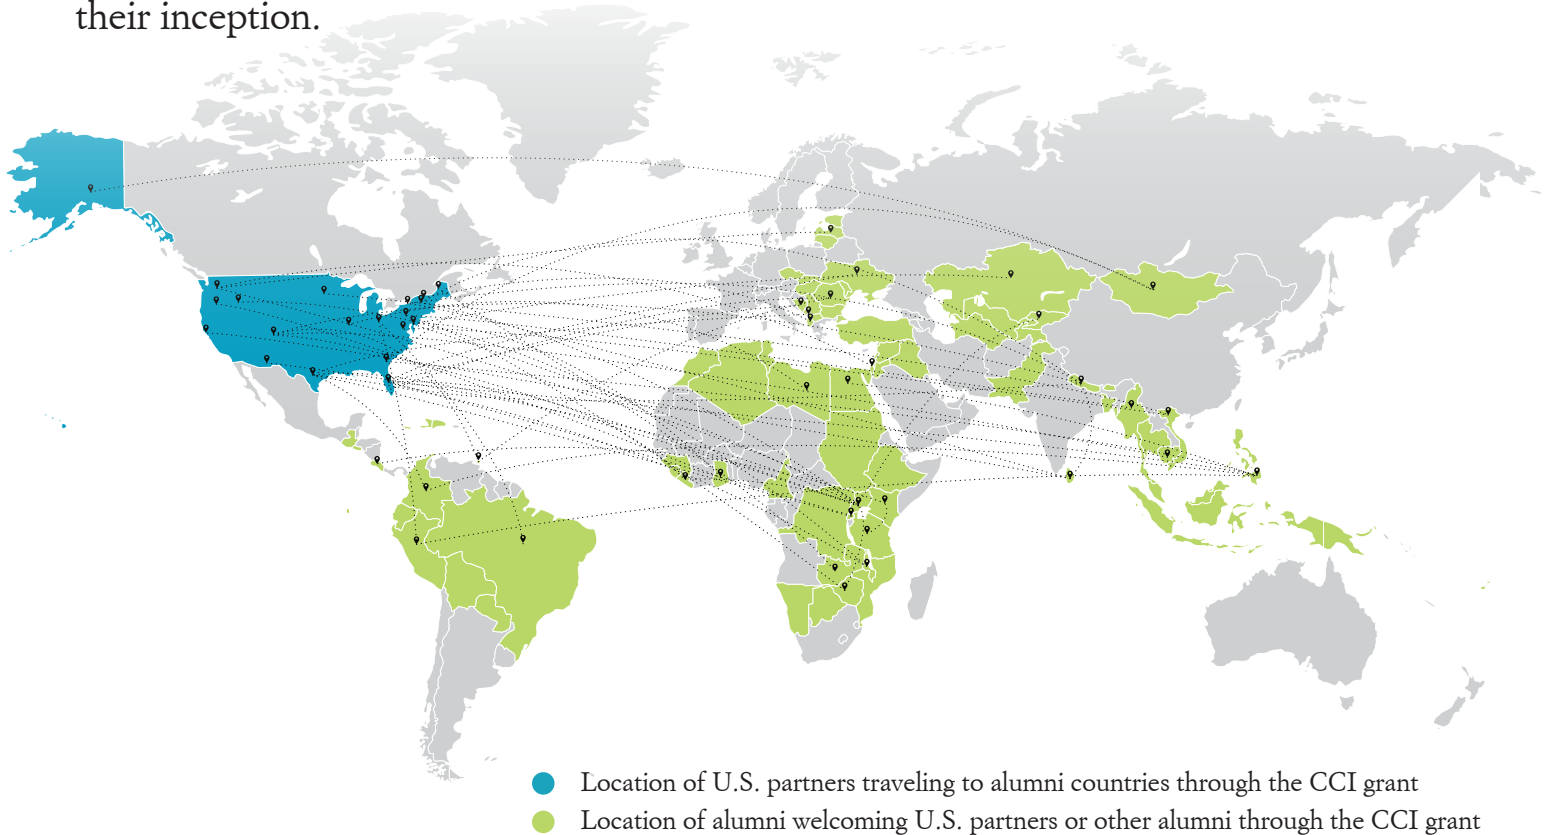 their inception.
Location of U.S. partners traveling to alumni countries through the CCI grant
Location of alumni welcoming U.S. partners or other alumni through the CCI grant